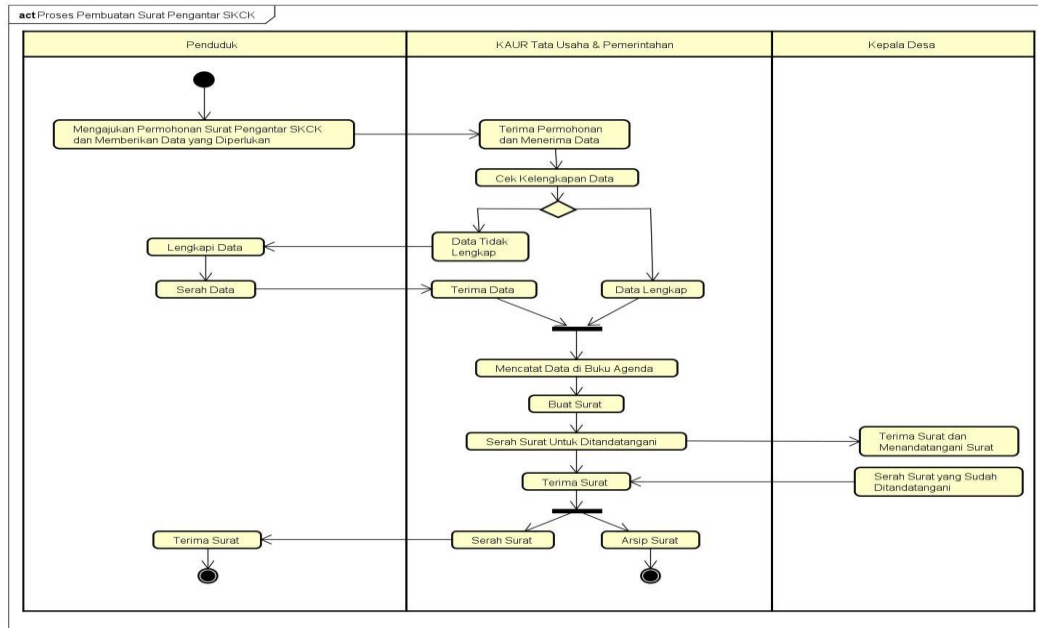 act Proses Pembuatan Surat Pengantar SKCK
Penduduk
KAUR Tata Usaha & Pemerintahan
Kepala Desa
Mengajukan Permohonan Surat Pengantar SKCK
dan Memberikan Data yang Diperlukan
Terima Permohonan
dan Menerima Data
Cek Kelengkapan Data
Data Tidak
Lengkap
Lengkapi Data
Serah Data
Terima Data
Data Lengkap
Mencatat Data di Buku Agenda
Buat Surat
Serah Surat Untuk Ditandatangani
Terima Surat dan
Menandatangani Surat
Serah Surat yang Sudah
Ditandatangani
Terima Surat
Terima Surat
Serah Surat
Arsip Surat